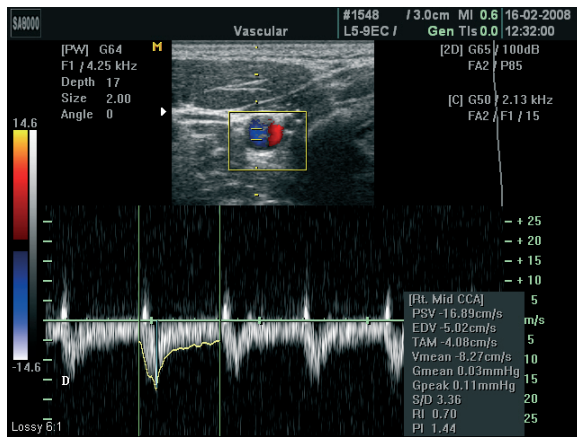 SA8000
Vascular
#1548 / 3.0cm MI 0.6 16-02-2008
L5-9EC / Gen TIs 0.0 12:32:00
[PW] G64
F1 / 4.25 kHz
Depth 17
Size 2.00
Angle 0
M
[2D] G65 / 100dB
FA2 / P85
[C] G50 / 2.13 kHz
FA2 / F1 / 15
14.6
-14.6
+ 25
+ 20
+ 15
+ 10
5
m/s
5
10
15
20
25
[Rt. Mid CCA]
PSV -16.89cm/s
EDV -5.02cm/s
TAM -4.08cm/s
Vmean -8.27cm/s
Gmean 0.03mmHg
Gpeak 0.11mmHg
S/D 3.36
RI 0.70
PI 1.44
D
Lossy 6:1